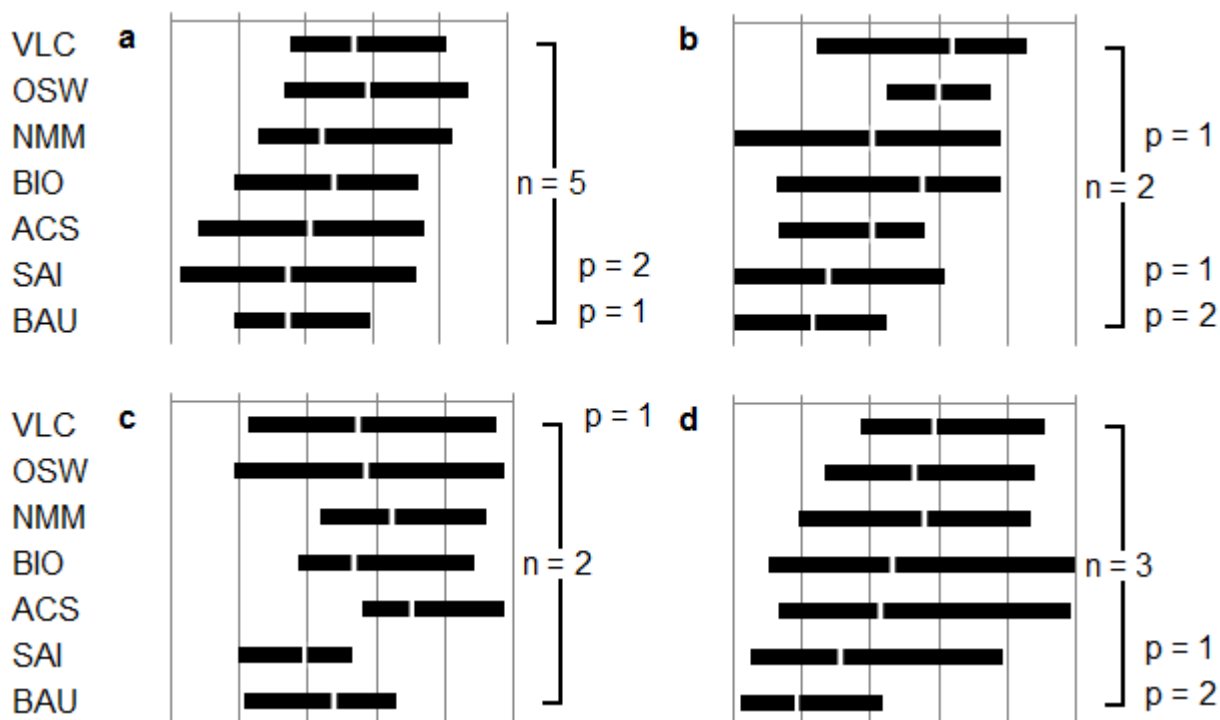 VLC a b
OSW
NMM p = 1
BIO n = 5 n = 2
ACS
SAI p = 2 p = 1
BAU p = 1 p = 2
VLC c p = 1 d
OSW
NMM
BIO n = 2 n = 3
ACS
SAI p = 1
BAU p = 2